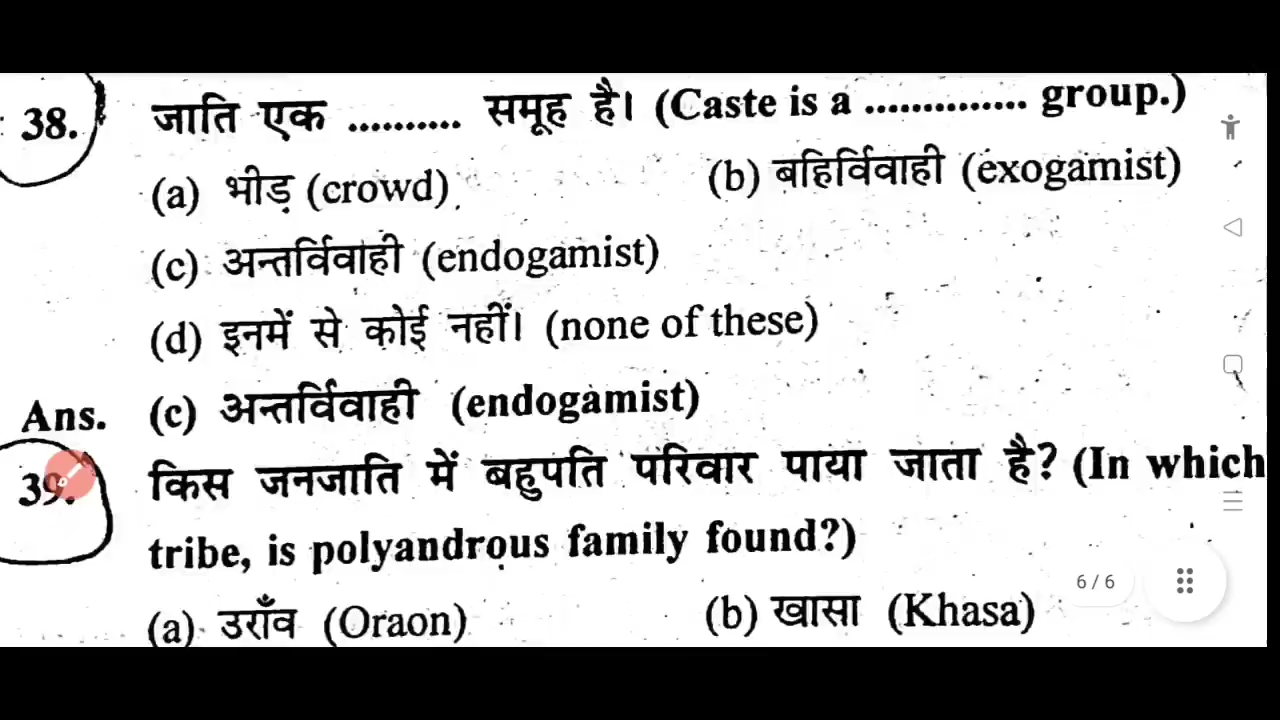 38. जाति एक .......... समूह है। (Caste is a .............. group.)
(a) भीड़ (crowd) (b) बहिर्विवाही (exogamist)
(c) अन्तर्विवाही (endogamist)
(d) इनमें से कोई नहीं। (none of these)
Ans. (c) अन्तर्विवाही (endogamist)
39. किस जनजाति में बहुपति परिवार पाया जाता है? (In which
tribe, is polyandrous family found?)
6 / 6
(a) उराँव (Oraon) (b) खासा (Khasa)